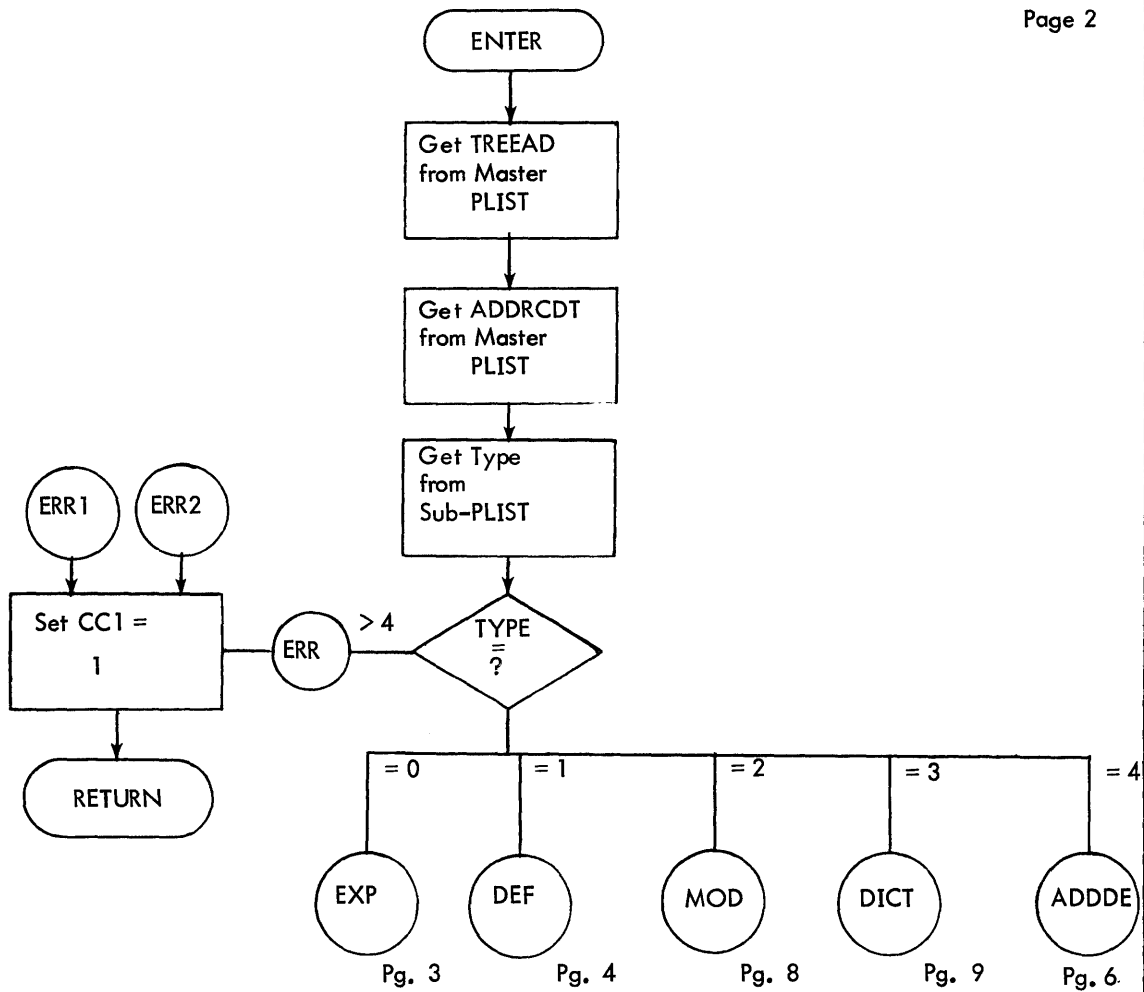 Page 2
ENTER
Get TREEAD
from Master
PLIST
Get ADDRCDT
from Master
PLIST
Get Type
from
Sub-PLIST
ERR1
ERR2
Set CC1 =
1
ERR
> 4
TYPE
=
?
RETURN
= 0
= 1
= 2
= 3
= 4
EXP
DEF
MOD
DICT
ADDDE
Pg. 3
Pg. 4
Pg. 8
Pg. 9
Pg. 6